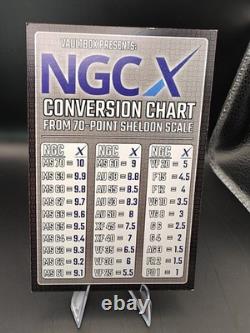 VAULTBOX PRESENTS:
NGC X
CONVERSION CHART
FROM 70-POINT SHELDON SCALE
NGC X
MS 70 = 10
MS 69 = 9.9
MS 68 = 9.8
MS 67 = 9.7
MS 66 = 9.6
MS 65 = 9.5
MS 64 = 9.4
MS 63 = 9.3
MS 62 = 9.2
MS 61 = 9.1
NGC X
MS 60 = 9
AU 58 = 8.8
AU 55 = 8.5
AU 53 = 8.3
AU 50 = 8
XF 45 = 7.5
XF 40 = 7
VF 35 = 6.5
VF 30 = 6
VF 25 = 5.5
NGC X
VF 20 = 5
F 15 = 4.5
F 12 = 4
VG 10 = 3.5
VG 8 = 3
G 6 = 2.5
G 4 = 2
AG 3 = 1.5
FR 2 =
PO 1 = 1